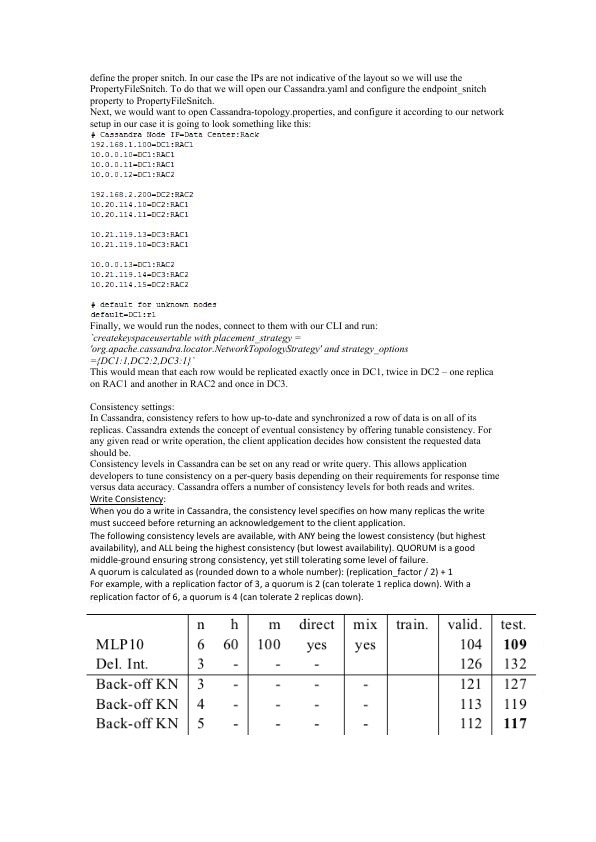 define the proper snitch. In our case the IPs are not indicative of the layout so we will use the
PropertyFileSnitch. To do that we will open our Cassandra.yaml and configure the endpoint_snitch
property to PropertyFileSnitch.
Next, we would want to open Cassandra-topology.properties, and configure it according to our network
setup in our case it is going to look something like this:
# Cassandra Node IP=Data Center:Rack
192.168.1.100=DC1:RAC1
10.0.0.10=DC1:RAC1
10.0.0.11=DC1:RAC1
10.0.0.12=DC1:RAC2
192.168.2.200=DC2:RAC2
10.20.114.10=DC2:RAC1
10.20.114.11=DC2:RAC1
10.21.119.13=DC3:RAC1
10.21.119.10=DC3:RAC1
10.0.0.13=DC1:RAC2
10.21.119.14=DC3:RAC2
10.20.114.15=DC2:RAC2
# default for unknown nodes
default=DC1:r1
Finally, we would run the nodes, connect to them with our CLI and run:
`createkeyspaceusertable with placement_strategy =
'org.apache.cassandra.locator.NetworkTopologyStrategy' and strategy_options
={DC1:1,DC2:2,DC3:1}`
This would mean that each row would be replicated exactly once in DC1, twice in DC2 – one replica
on RAC1 and another in RAC2 and once in DC3.
Consistency settings:
In Cassandra, consistency refers to how up-to-date and synchronized a row of data is on all of its
replicas. Cassandra extends the concept of eventual consistency by offering tunable consistency. For
any given read or write operation, the client application decides how consistent the requested data
should be.
Consistency levels in Cassandra can be set on any read or write query. This allows application
developers to tune consistency on a per-query basis depending on their requirements for response time
versus data accuracy. Cassandra offers a number of consistency levels for both reads and writes.
Write Consistency:
When you do a write in Cassandra, the consistency level specifies on how many replicas the write
must succeed before returning an acknowledgement to the client application.
The following consistency levels are available, with ANY being the lowest consistency (but highest
availability), and ALL being the highest consistency (but lowest availability). QUORUM is a good
middle-ground ensuring strong consistency, yet still tolerating some level of failure.
A quorum is calculated as (rounded down to a whole number): (replication_factor / 2) + 1
For example, with a replication factor of 3, a quorum is 2 (can tolerate 1 replica down). With a
replication factor of 6, a quorum is 4 (can tolerate 2 replicas down).
n h m direct mix train. valid. test.
MLP10 6 60 100 yes yes 104 109
Del. Int. 3 - - - 126 132
Back-off KN 3 - - - - 121 127
Back-off KN 4 - - - - 113 119
Back-off KN 5 - - - - 112 117